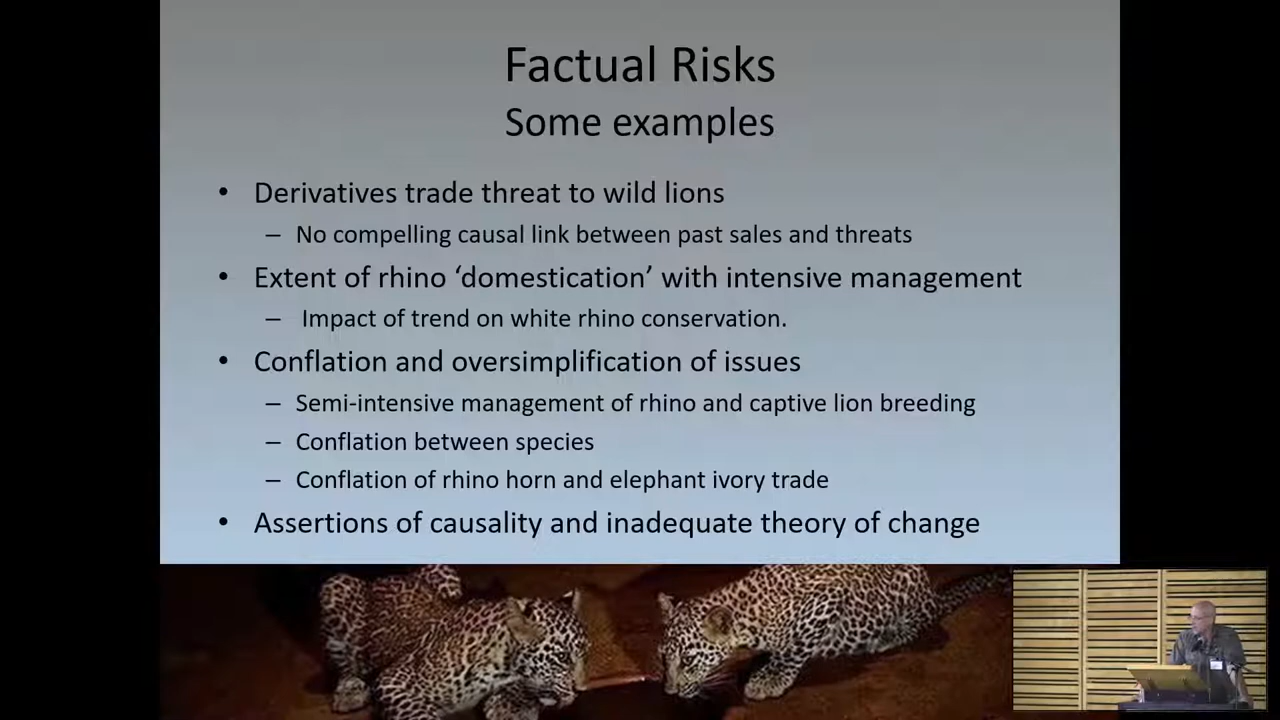 Factual Risks
Some examples
• Derivatives trade threat to wild lions
– No compelling causal link between past sales and threats
• Extent of rhino ‘domestication’ with intensive management
– Impact of trend on white rhino conservation.
• Conflation and oversimplification of issues
– Semi-intensive management of rhino and captive lion breeding
– Conflation between species
– Conflation of rhino horn and elephant ivory trade
• Assertions of causality and inadequate theory of change